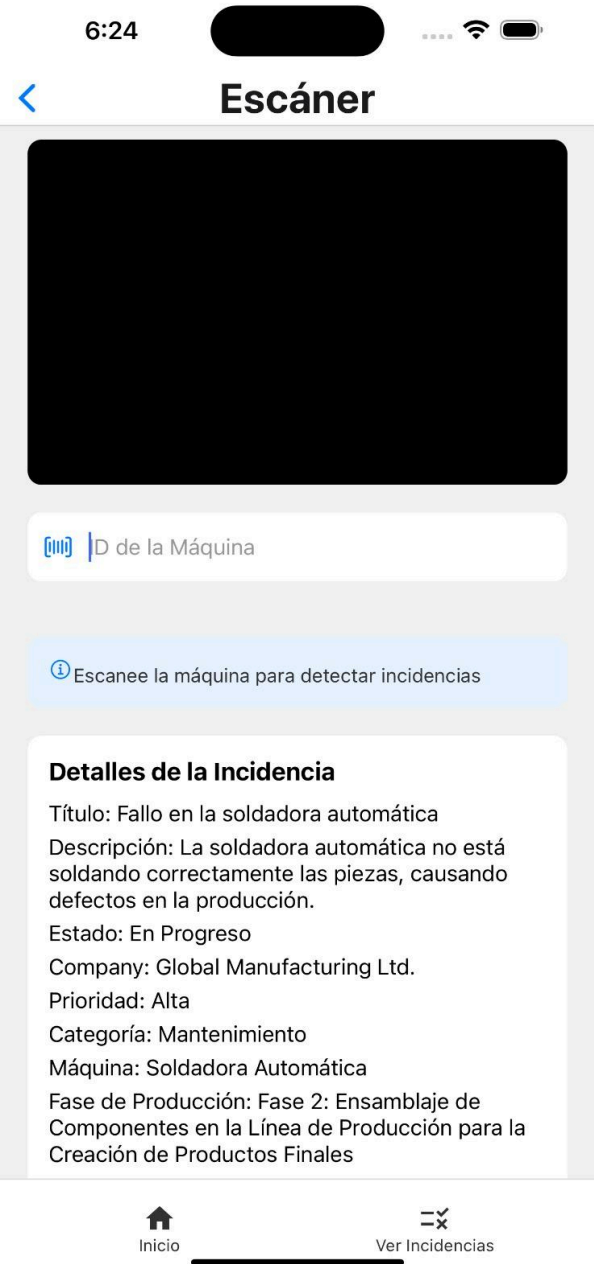 6:24
Escáner
ID de la Máquina
Escanee la máquina para detectar incidencias
Detalles de la Incidencia
Título: Fallo en la soldadora automática
Descripción: La soldadora automática no está
soldando correctamente las piezas, causando
defectos en la producción.
Estado: En Progreso
Company: Global Manufacturing Ltd.
Prioridad: Alta
Categoría: Mantenimiento
Máquina: Soldadora Automática
Fase de Producción: Fase 2: Ensamblaje de
Componentes en la Línea de Producción para la
Creación de Productos Finales
Inicio
Ver Incidencias